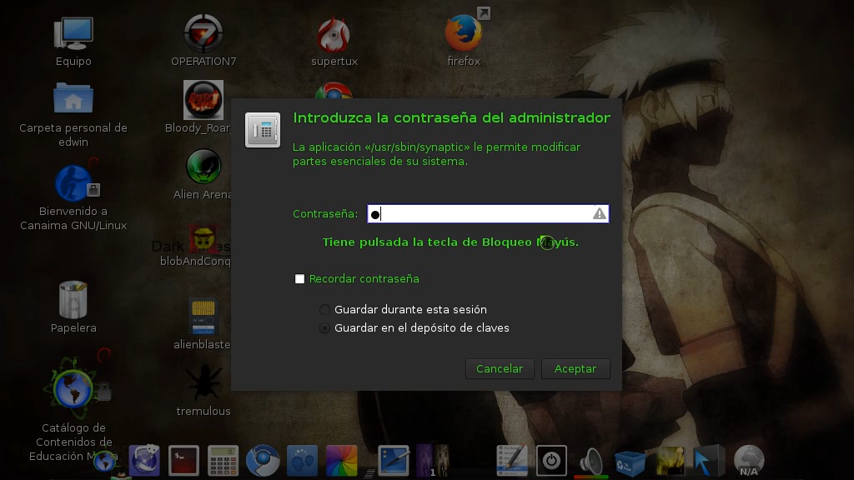 Equipo
OPERATION7
supertux
firefox
Carpeta personal de
edwin
Bloody_Roar
Introduzca la contraseña del administrador
La aplicación «/usr/sbin/synaptic» le permite modificar
partes esenciales de su sistema.
Alien Arena
Bienvenido a
Canaima GNU/Linux
Contraseña:
Tiene pulsada la tecla de Bloqueo Mayús.
Dark
blobAndConq
Recordar contraseña
Guardar durante esta sesión
Guardar en el depósito de claves
Papelera
alienblaste
Cancelar
Aceptar
tremulous
Catálogo de
Contenidos de
Educación
1
N/A